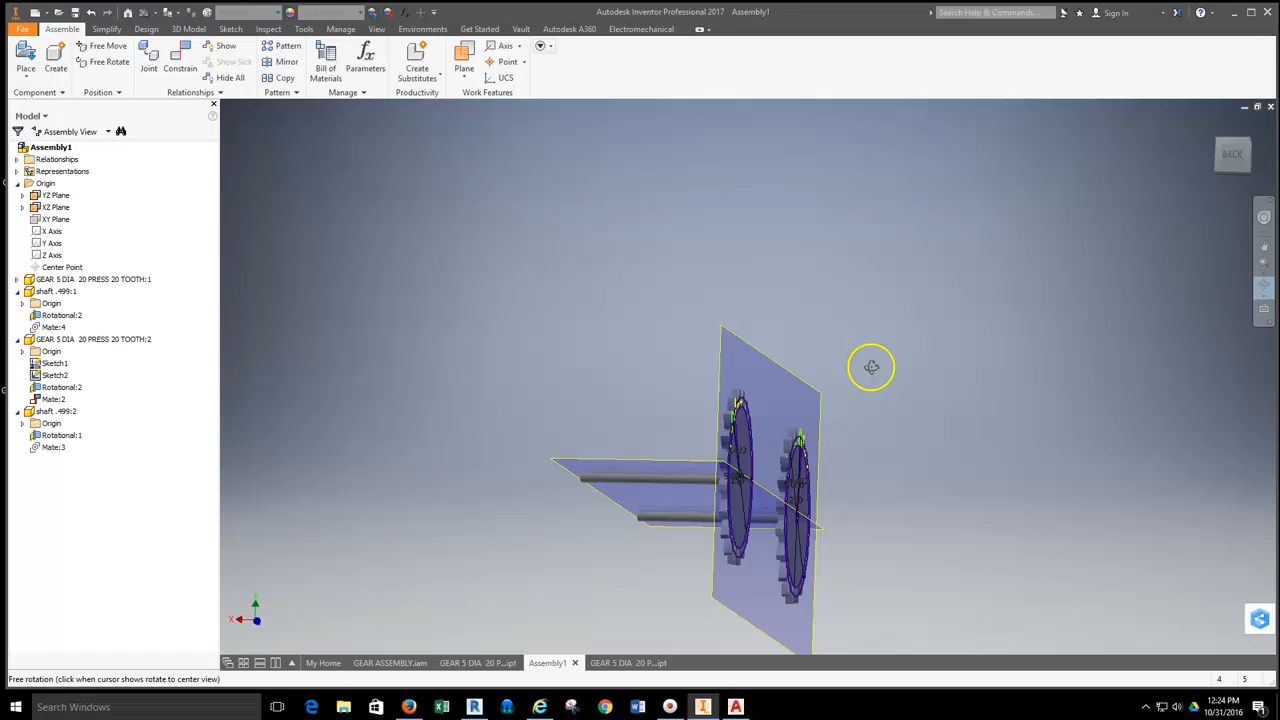 Autodesk Inventor Professional 2017 Assembly1
Search Help & Commands...
Sign In
File Assemble Simplify Design 3D Model Sketch Inspect Tools Manage View Environments Get Started Vault Autodesk A360 Electromechanical
Place
Create
Free Move
Free Rotate
Joint
Constrain
Show
Show Sick
Hide All
Pattern
Mirror
Copy
Bill of
Materials
Parameters
Create
Substitutes
Plane
Axis
Point
UCS
Component Position Relationships Pattern Manage Productivity Work Features
Model
Assembly View
Assembly1
Relationships
Representations
Origin
YZ Plane
XZ Plane
XY Plane
X Axis
Y Axis
Z Axis
Center Point
GEAR 5 DIA 20 PRESS 20 TOOTH:1
shaft .499:1
Origin
Rotational:2
Mate:4
GEAR 5 DIA 20 PRESS 20 TOOTH:2
Origin
Sketch1
Sketch2
Rotational:2
Mate:2
shaft .499:2
Origin
Rotational:1
Mate:3
BACK
Y
X
My Home GEAR ASSEMBLY.iam GEAR 5 DIA 20 P...ipt Assembly1 GEAR 5 DIA 20 P...ipt
Free rotation (click when cursor shows rotate to center view)
4 5
Search Windows
12:24 PM
10/31/2016